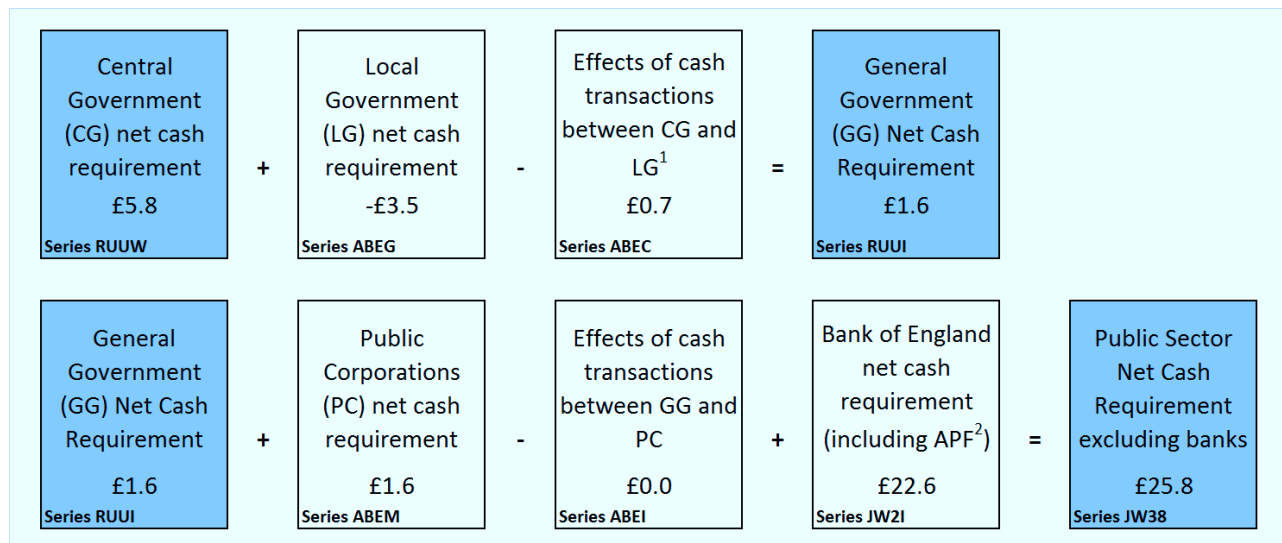 Central
Government
(CG) net cash
requirement
£5.8
Series RUUW
+
Local
Government
(LG) net cash
requirement
-£3.5
Series ABEG
-
Effects of cash
transactions
between CG and
LG¹
£0.7
Series ABEC
=
General
Government
(GG) Net Cash
Requirement
£1.6
Series RUUI
General
Government
(GG) Net Cash
Requirement
£1.6
Series RUUI
+
Public
Corporations
(PC) net cash
requirement
£1.6
Series ABEM
-
Effects of cash
transactions
between GG and
PC
£0.0
Series ABEI
+
Bank of England
net cash
requirement
(including APF²)
£22.6
Series JW2I
=
Public Sector
Net Cash
Requirement
excluding banks
£25.8
Series JW38